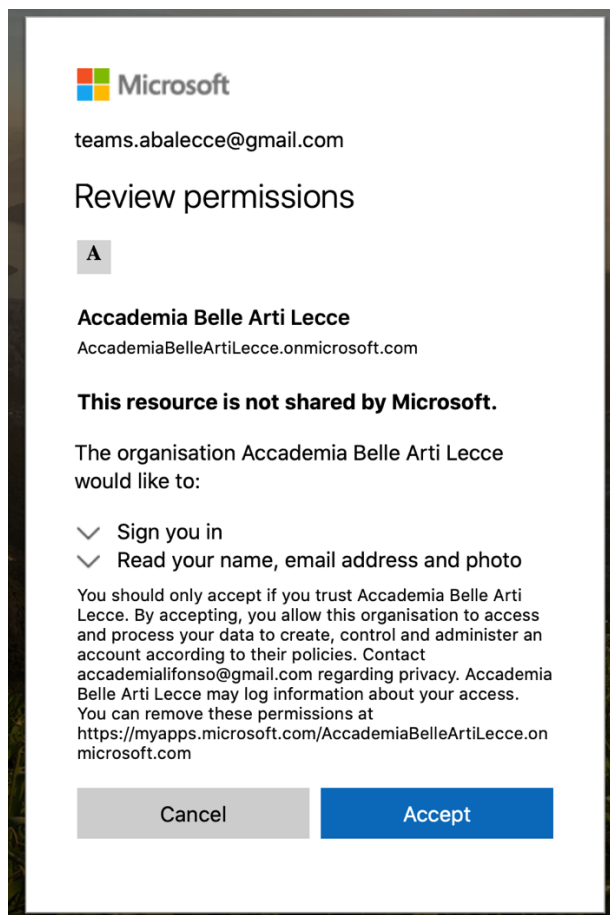 Microsoft
teams.abalecce@gmail.com
Review permissions
A
Accademia Belle Arti Lecce
AccademiaBelleArtiLecce.onmicrosoft.com
This resource is not shared by Microsoft.
The organisation Accademia Belle Arti Lecce
would like to:
Sign you in
Read your name, email address and photo
You should only accept if you trust Accademia Belle Arti
Lecce. By accepting, you allow this organisation to access
and process your data to create, control and administer an
account according to their policies. Contact
accademialifonso@gmail.com regarding privacy. Accademia
Belle Arti Lecce may log information about your access.
You can remove these permissions at
https://myapps.microsoft.com/AccademiaBelleArtiLecce.on
microsoft.com
Cancel
Accept